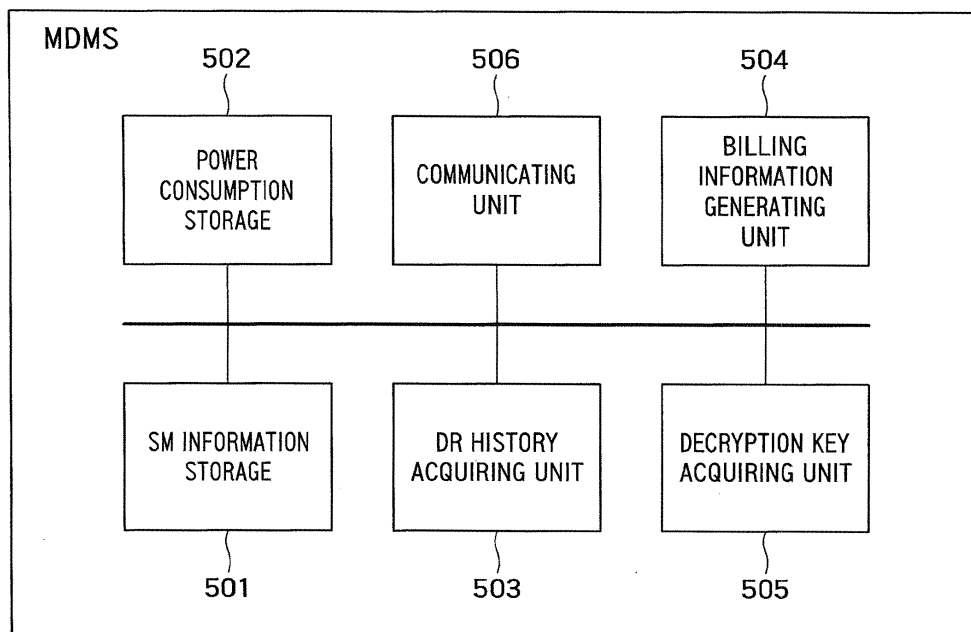 MDMS
502
506
504
POWER
CONSUMPTION
STORAGE
COMMUNICATING
UNIT
BILLING
INFORMATION
GENERATING
UNIT
SM INFORMATION
STORAGE
DR HISTORY
ACQUIRING UNIT
DECRYPTION KEY
ACQUIRING UNIT
501
503
505